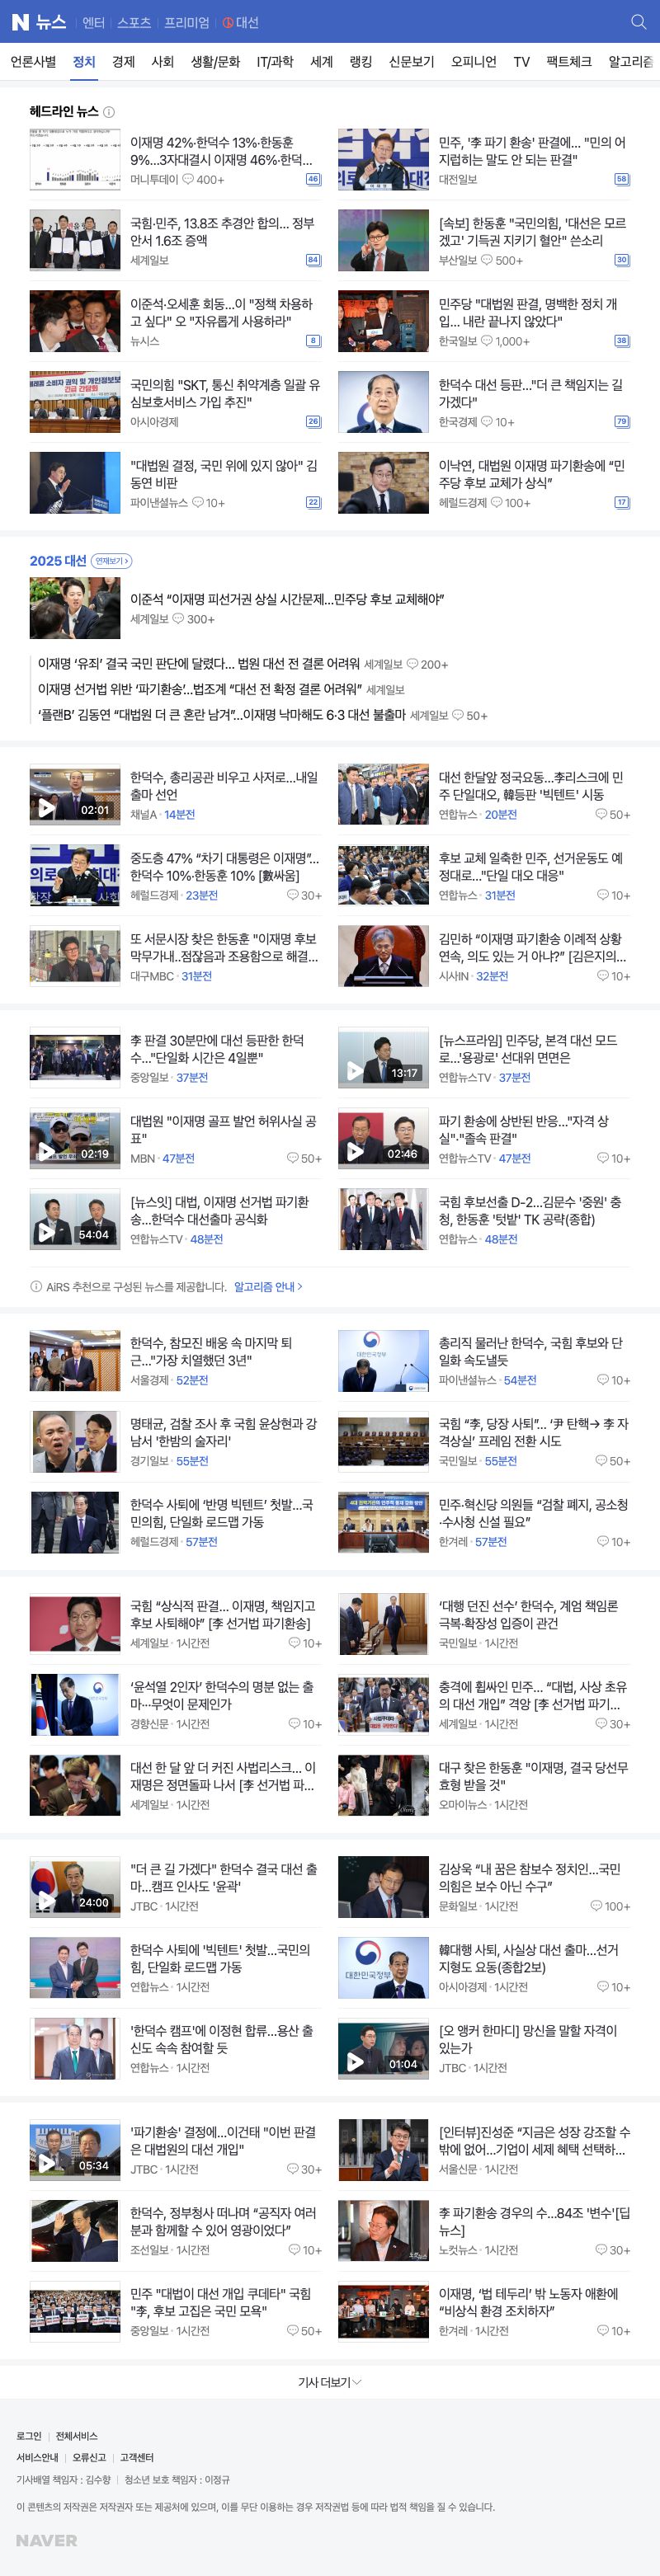 N 뉴스 엔터 스포츠 프리미엄 대선
언론사별 정치 경제 사회 생활/문화 IT/과학 세계 랭킹 신문보기 오피니언 TV 팩트체크 알고리즘
헤드라인 뉴스
이재명 42%·한덕수 13%·한동훈
9%...3자대결시 이재명 46%·한덕...
머니투데이 400+ 46
민주, '李 파기 환송' 판결에... "민의 어
지럽히는 말도 안 되는 판결"
대전일보 58
국힘·민주, 13.8조 추경안 합의... 정부
안서 1.6조 증액
세계일보 84
[속보] 한동훈 "국민의힘, '대선은 모르
겠고' 기득권 지키기 혈안" 쓴소리
부산일보 500+ 30
이준석·오세훈 회동...이 "정책 차용하
고 싶다" 오 "자유롭게 사용하라"
뉴시스 8
민주당 "대법원 판결, 명백한 정치 개
입... 내란 끝나지 않았다"
한국일보 1,000+ 38
국민의힘 "SKT, 통신 취약계층 일괄 유
심보호서비스 가입 추진"
아시아경제 26
한덕수 대선 등판..."더 큰 책임지는 길
가겠다"
한국경제 10+ 79
"대법원 결정, 국민 위에 있지 않아" 김
동연 비판
파이낸셜뉴스 10+ 22
이낙연, 대법원 이재명 파기환송에 “민
주당 후보 교체가 상식”
헤럴드경제 100+ 17
2025 대선 연재보기
이준석 “이재명 피선거권 상실 시간문제...민주당 후보 교체해야”
세계일보 300+
이재명 ‘유죄’ 결국 국민 판단에 달렸다... 법원 대선 전 결론 어려워 세계일보 200+
이재명 선거법 위반 ‘파기환송’...법조계 “대선 전 확정 결론 어려워” 세계일보
‘플랜B’ 김동연 “대법원 더 큰 혼란 남겨”...이재명 낙마해도 6·3 대선 불출마 세계일보 50+
02:01
한덕수, 총리공관 비우고 사저로...내일
출마 선언
채널A · 14분전
대선 한달앞 정국요동...李리스크에 민
주 단일대오, 韓등판 '빅텐트' 시동
연합뉴스 · 20분전 50+
중도층 47% “차기 대통령은 이재명”...
한덕수 10%·한동훈 10% [數싸움]
헤럴드경제 · 23분전 30+
후보 교체 일축한 민주, 선거운동도 예
정대로..."단일 대오 대응"
연합뉴스 · 31분전 10+
또 서문시장 찾은 한동훈 "이재명 후보
막무가내..점잖음과 조용함으로 해결...
대구MBC · 31분전
김민하 “이재명 파기환송 이례적 상황
연속, 의도 있는 거 아냐?” [김은지의...
시사IN · 32분전 10+
李 판결 30분만에 대선 등판한 한덕
수..."단일화 시간은 4일뿐"
중앙일보 · 37분전
13:17
[뉴스프라임] 민주당, 본격 대선 모드
로...'용광로' 선대위 면면은
연합뉴스TV · 37분전
02:19
대법원 "이재명 골프 발언 허위사실 공
표"
MBN · 47분전 50+
02:46
파기 환송에 상반된 반응..."자격 상
실"·"졸속 판결"
연합뉴스TV · 47분전 10+
54:04
[뉴스잇] 대법, 이재명 선거법 파기환
송...한덕수 대선출마 공식화
연합뉴스TV · 48분전
국힘 후보선출 D-2...김문수 '중원' 충
청, 한동훈 '텃밭' TK 공략(종합)
연합뉴스 · 48분전
AiRS 추천으로 구성된 뉴스를 제공합니다. 알고리즘 안내
한덕수, 참모진 배웅 속 마지막 퇴
근..."가장 치열했던 3년"
서울경제 · 52분전
총리직 물러난 한덕수, 국힘 후보와 단
일화 속도낼듯
파이낸셜뉴스 · 54분전 10+
명태균, 검찰 조사 후 국힘 윤상현과 강
남서 '한밤의 술자리'
경기일보 · 55분전
국힘 “李, 당장 사퇴”... ‘尹 탄핵→ 李 자
격상실’ 프레임 전환 시도
국민일보 · 55분전 50+
한덕수 사퇴에 ‘반명 빅텐트’ 첫발...국
민의힘, 단일화 로드맵 가동
헤럴드경제 · 57분전
민주·혁신당 의원들 “검찰 폐지, 공소청
·수사청 신설 필요”
한겨레 · 57분전 10+
국힘 “상식적 판결... 이재명, 책임지고
후보 사퇴해야” [李 선거법 파기환송]
세계일보 · 1시간전 10+
‘대행 던진 선수’ 한덕수, 계엄 책임론
극복·확장성 입증이 관건
국민일보 · 1시간전
‘윤석열 2인자’ 한덕수의 명분 없는 출
마···무엇이 문제인가
경향신문 · 1시간전 10+
충격에 휩싸인 민주... “대법, 사상 초유
의 대선 개입” 격앙 [李 선거법 파기...
세계일보 · 1시간전 30+
대선 한 달 앞 더 커진 사법리스크... 이
재명은 정면돌파 나서 [李 선거법 파...
세계일보 · 1시간전
대구 찾은 한동훈 "이재명, 결국 당선무
효형 받을 것"
오마이뉴스 · 1시간전
24:00
"더 큰 길 가겠다" 한덕수 결국 대선 출
마...캠프 인사도 '윤곽'
JTBC · 1시간전
김상욱 “내 꿈은 참보수 정치인...국민
의힘은 보수 아닌 수구”
문화일보 · 1시간전 100+
한덕수 사퇴에 '빅텐트' 첫발...국민의
힘, 단일화 로드맵 가동
연합뉴스 · 1시간전
韓대행 사퇴, 사실상 대선 출마...선거
지형도 요동(종합2보)
아시아경제 · 1시간전 10+
'한덕수 캠프'에 이정현 합류...용산 출
신도 속속 참여할 듯
연합뉴스 · 1시간전
01:04
[오 앵커 한마디] 망신을 말할 자격이
있는가
JTBC · 1시간전
05:34
'파기환송' 결정에...이건태 "이번 판결
은 대법원의 대선 개입"
JTBC · 1시간전 30+
[인터뷰]진성준 “지금은 성장 강조할 수
밖에 없어...기업이 세제 혜택 선택하...
서울신문 · 1시간전
한덕수, 정부청사 떠나며 “공직자 여러
분과 함께할 수 있어 영광이었다”
조선일보 · 1시간전 10+
李 파기환송 경우의 수...84조 '변수'[딥
뉴스]
노컷뉴스 · 1시간전 30+
민주 "대법이 대선 개입 쿠데타" 국힘
"李, 후보 고집은 국민 모욕"
중앙일보 · 1시간전 50+
이재명, ‘법 테두리’ 밖 노동자 애환에
“비상식 환경 조치하자”
한겨레 · 1시간전 10+
기사 더보기
로그인 전체서비스
서비스안내 오류신고 고객센터
기사배열 책임자 : 김수향 청소년 보호 책임자 : 이정규
이 콘텐츠의 저작권은 저작권자 또는 제공처에 있으며, 이를 무단 이용하는 경우 저작권법 등에 따라 법적 책임을 질 수 있습니다.
NAVER